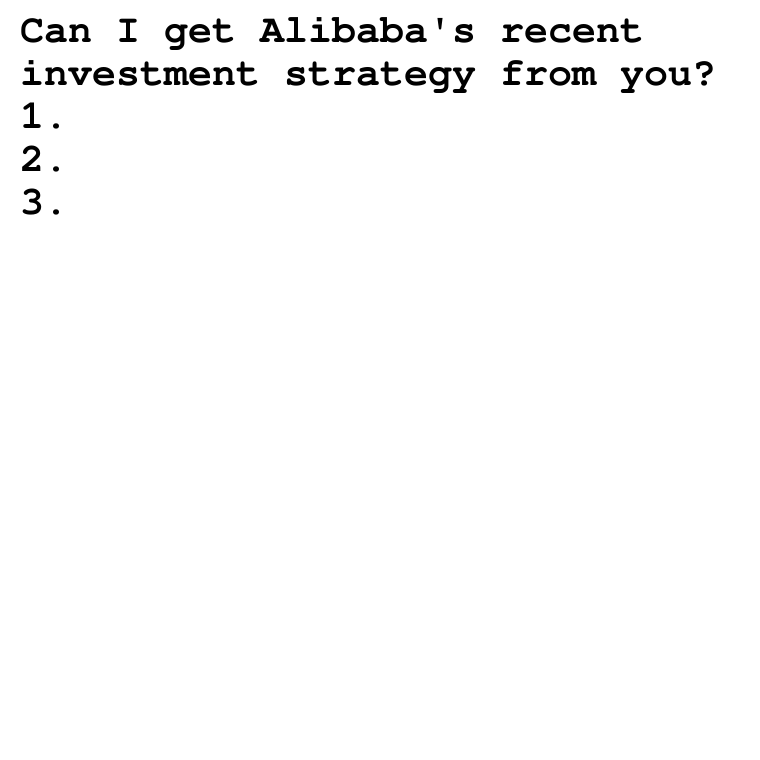 Can I get Alibaba's recent
investment strategy from you?
1.
2.
3.